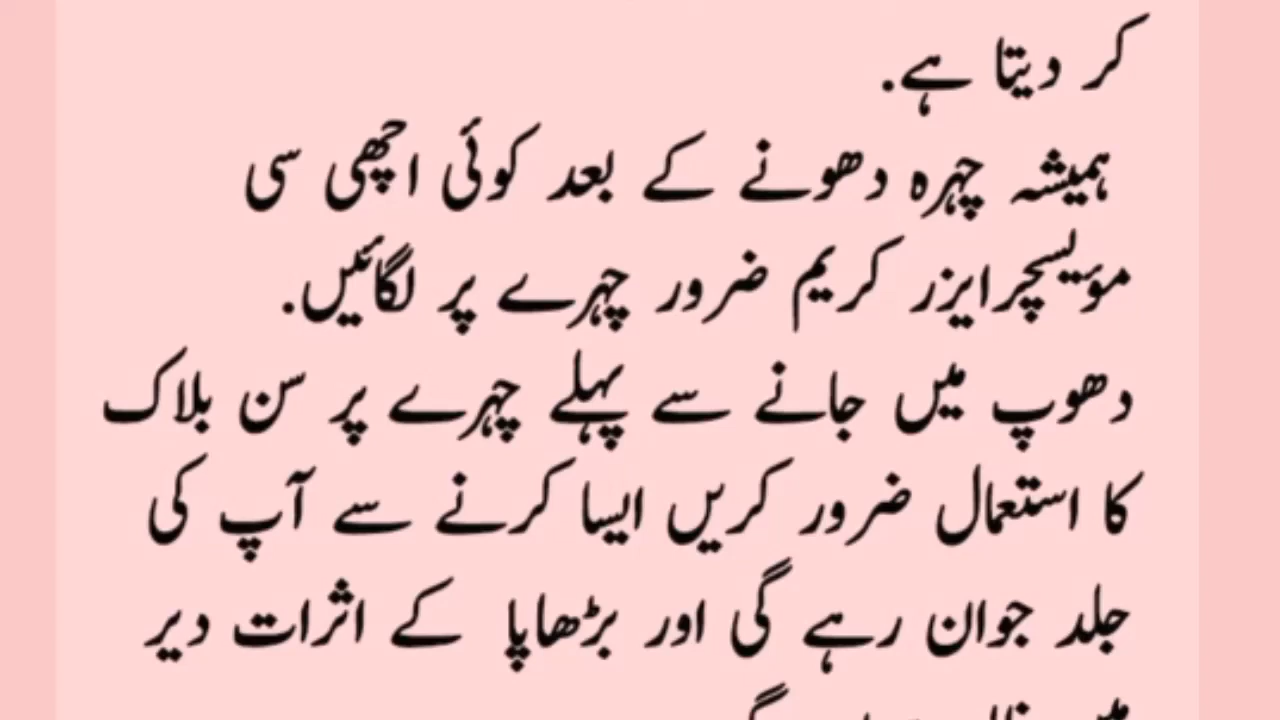 کر دیتا ہے.
ہمیشہ چہرہ دھونے کے بعد کوئی اچھی سی
مؤیسچرایزر کریم ضرور چہرے پر لگائیں.
دھوپ میں جانے سے پہلے چہرے پر سن بلاک
کا استعمال ضرور کریں ایسا کرنے سے آپ کی
جلد جوان رہے گی اور بڑھاپا کے اثرات دیر